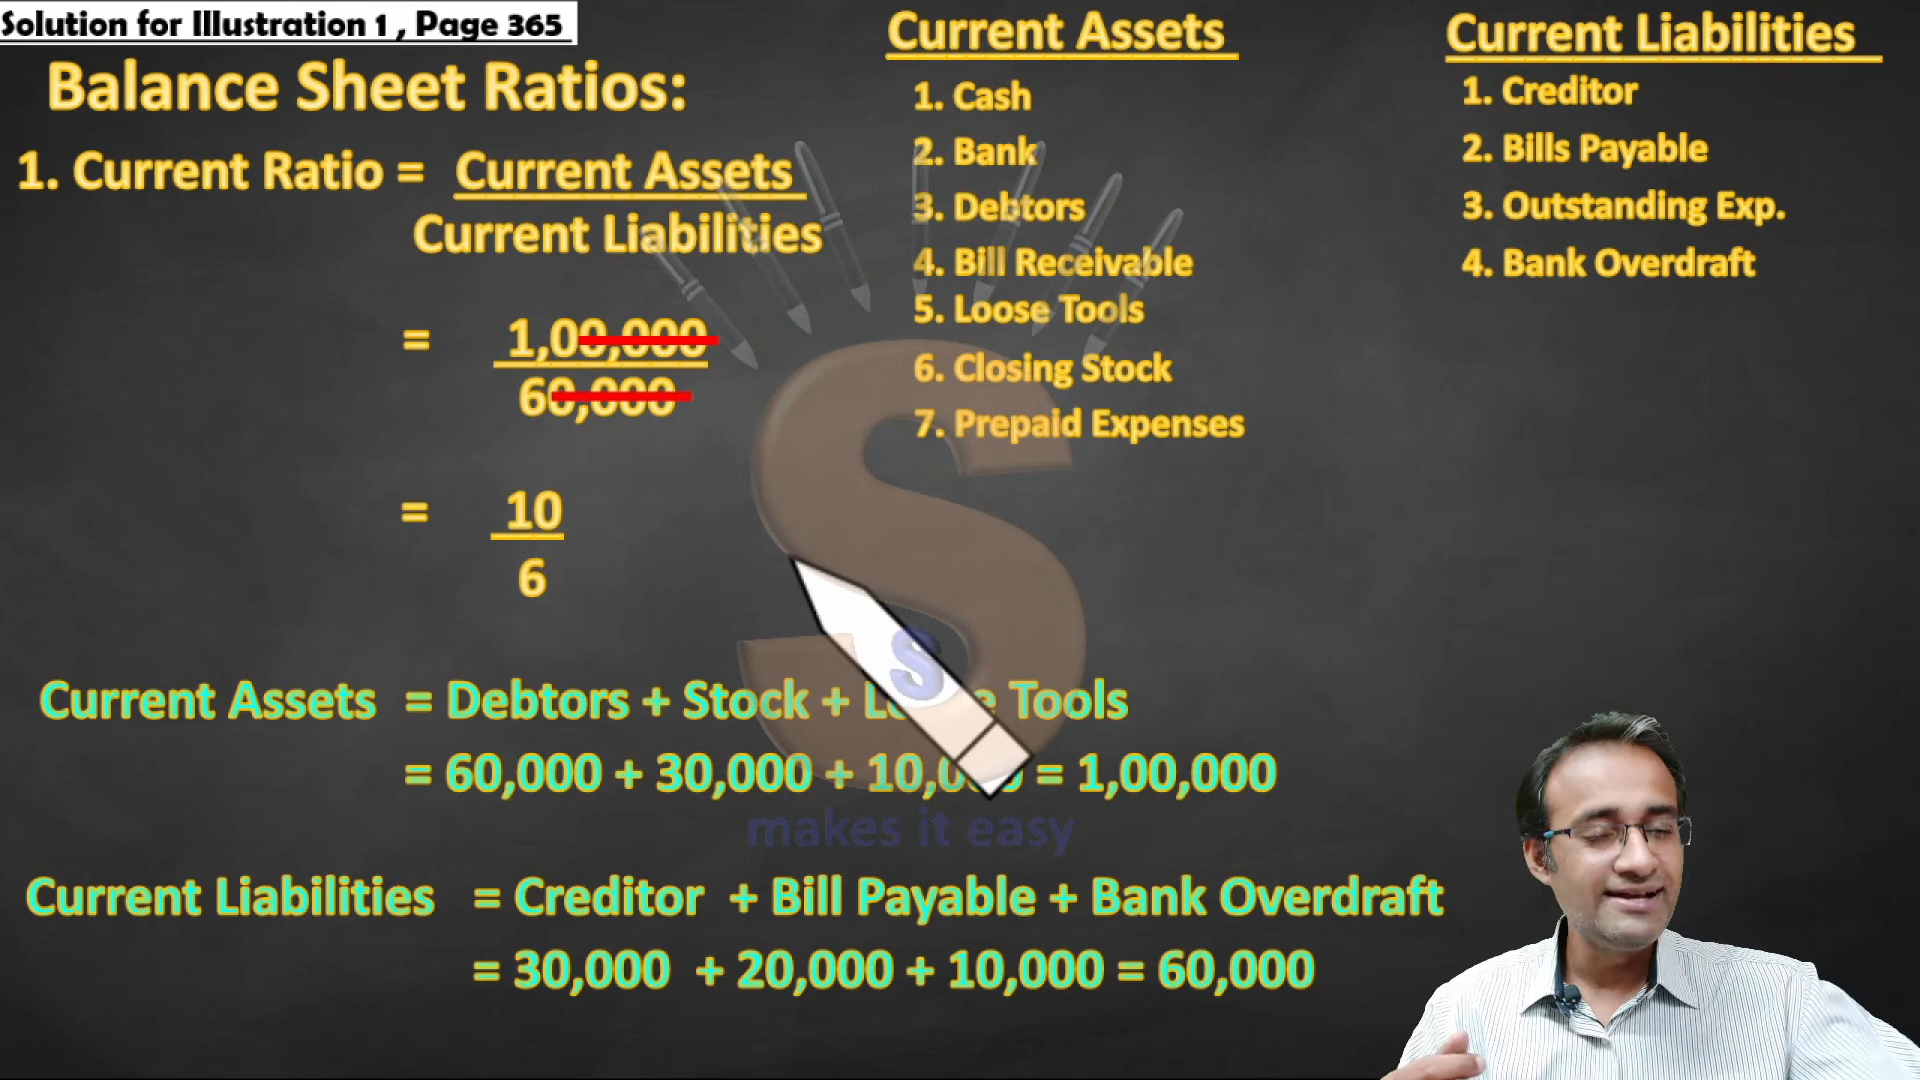 Solution for Illustration 1 , Page 365
Balance Sheet Ratios:
1. Current Ratio = Current Assets
Current Liabilities
= 1,00,000
60,000
= 10
6
Current Assets
1. Cash
2. Bank
3. Debtors
4. Bill Receivable
5. Loose Tools
6. Closing Stock
7. Prepaid Expenses
Current Liabilities
1. Creditor
2. Bills Payable
3. Outstanding Exp.
4. Bank Overdraft
Current Assets = Debtors + Stock + Tools
= 60,000 + 30,000 + = 1,00,000
S
S
makes it easy
Current Liabilities = Creditor + Bill Payable + Bank Overdraft
= 30,000 + 20,000 + 10,000 = 60,000